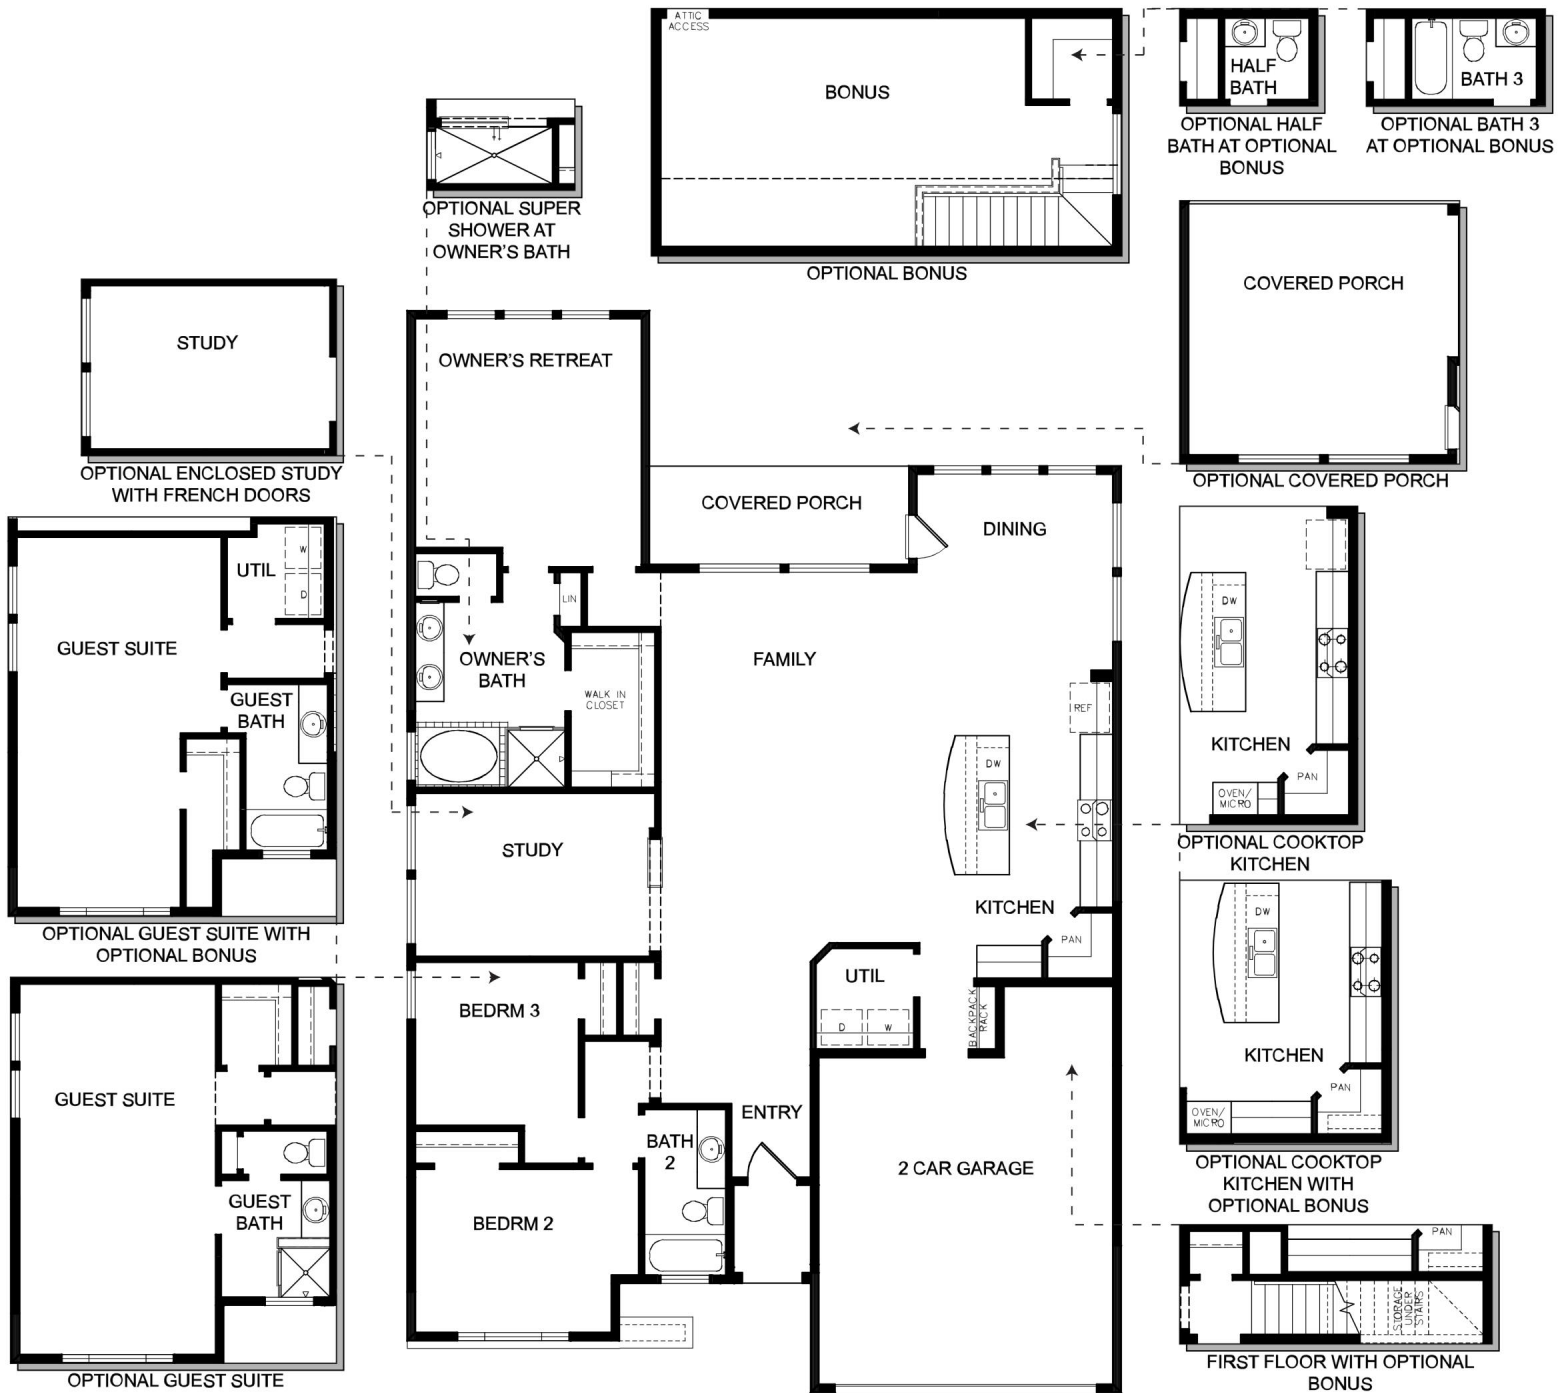 ATTIC
ACCESS
BONUS
OPTIONAL BONUS
HALF
BATH
OPTIONAL HALF
BATH AT OPTIONAL
BONUS
BATH 3
OPTIONAL BATH 3
AT OPTIONAL BONUS
OPTIONAL SUPER
SHOWER AT
OWNER'S BATH
STUDY
OPTIONAL ENCLOSED STUDY
WITH FRENCH DOORS
COVERED PORCH
OPTIONAL COVERED PORCH
OWNER'S RETREAT
COVERED PORCH
DINING
LIN
OWNER'S
BATH
WALK IN
CLOSET
FAMILY
REF
DW
KITCHEN
PAN
STUDY
UTIL
D
W
BACKPACK
RACK
BEDRM 3
ENTRY
BATH
2
BEDRM 2
2 CAR GARAGE
UTIL
W
D
GUEST SUITE
GUEST
BATH
OPTIONAL GUEST SUITE WITH
OPTIONAL BONUS
GUEST SUITE
GUEST
BATH
OPTIONAL GUEST SUITE
DW
KITCHEN
PAN
OVEN/
MICRO
OPTIONAL COOKTOP
KITCHEN
DW
KITCHEN
PAN
OVEN/
MICRO
OPTIONAL COOKTOP
KITCHEN WITH
OPTIONAL BONUS
PAN
STORAGE
UNDER
STAIRS
FIRST FLOOR WITH OPTIONAL
BONUS